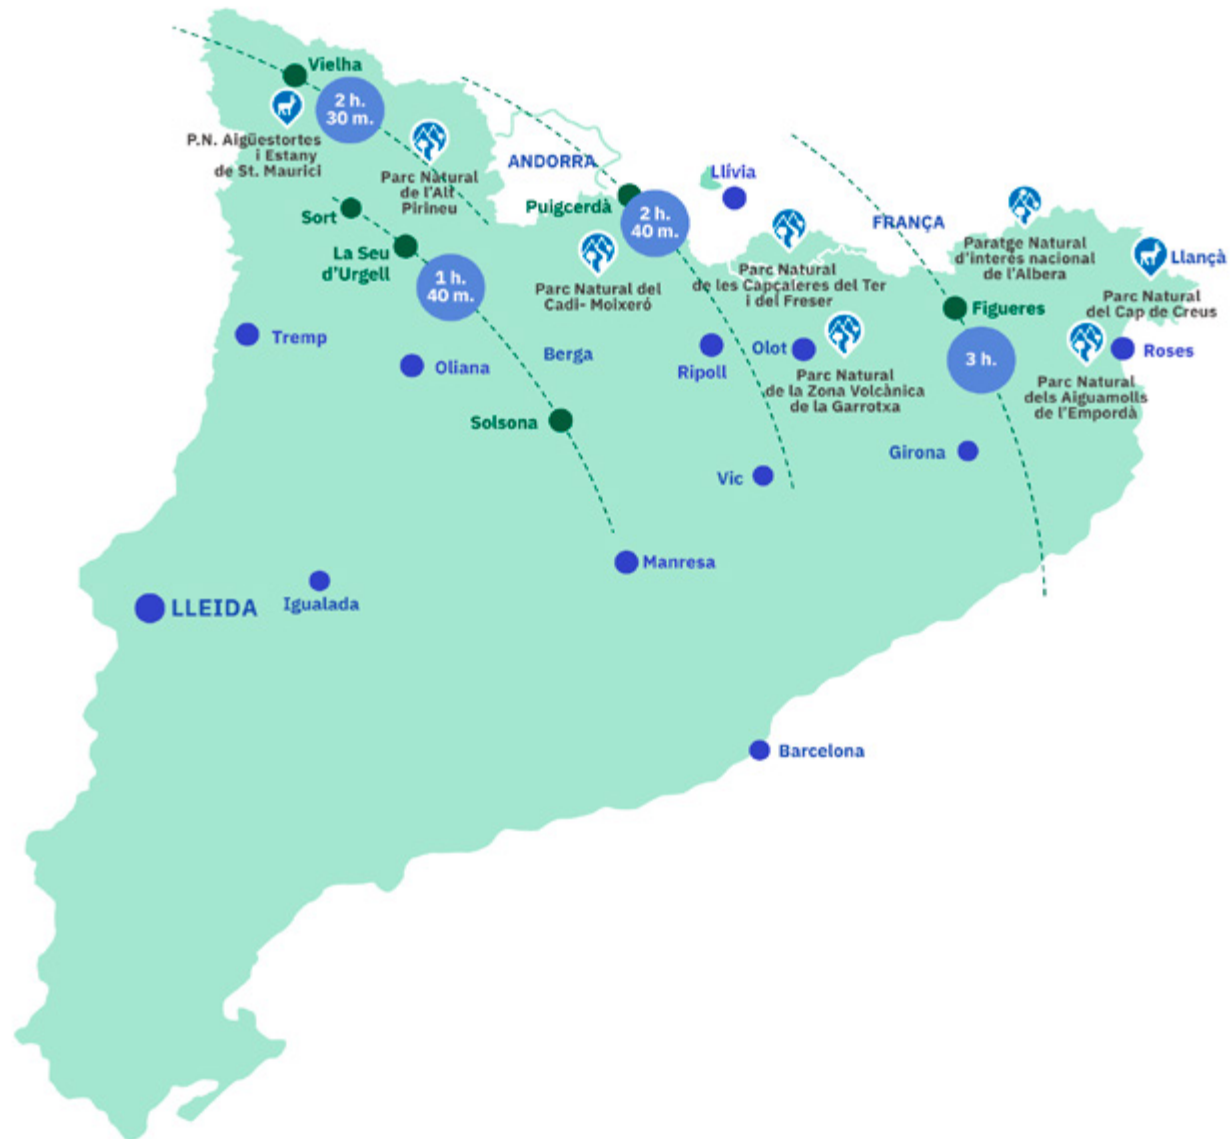 Vielha
2 h.
30 m.
P.N. Aigüestortes
i Estany
de St. Maurici
Parc Natural
de l'Alt
Pirineu
ANDORRA
Llívia
Puigcerdà
2 h.
40 m.
FRANÇA
Sort
La Seu
d'Urgell
1 h.
40 m.
Parc Natural del
Cadi- Moixeró
Parc Natural
de les Capçaleres del Ter
i del Freser
Paratge Natural
d'interès nacional
de l'Albera
Llançà
Parc Natural
del Cap de Creus
Figueres
Tremp
Oliana
Berga
Ripoll
Olot
Parc Natural
de la Zona Volcànica
de la Garrotxa
3 h.
Roses
Parc Natural
dels Aiguamolls
de l'Empordà
Solsona
Vic
Girona
Manresa
LLEIDA
Igualada
Barcelona